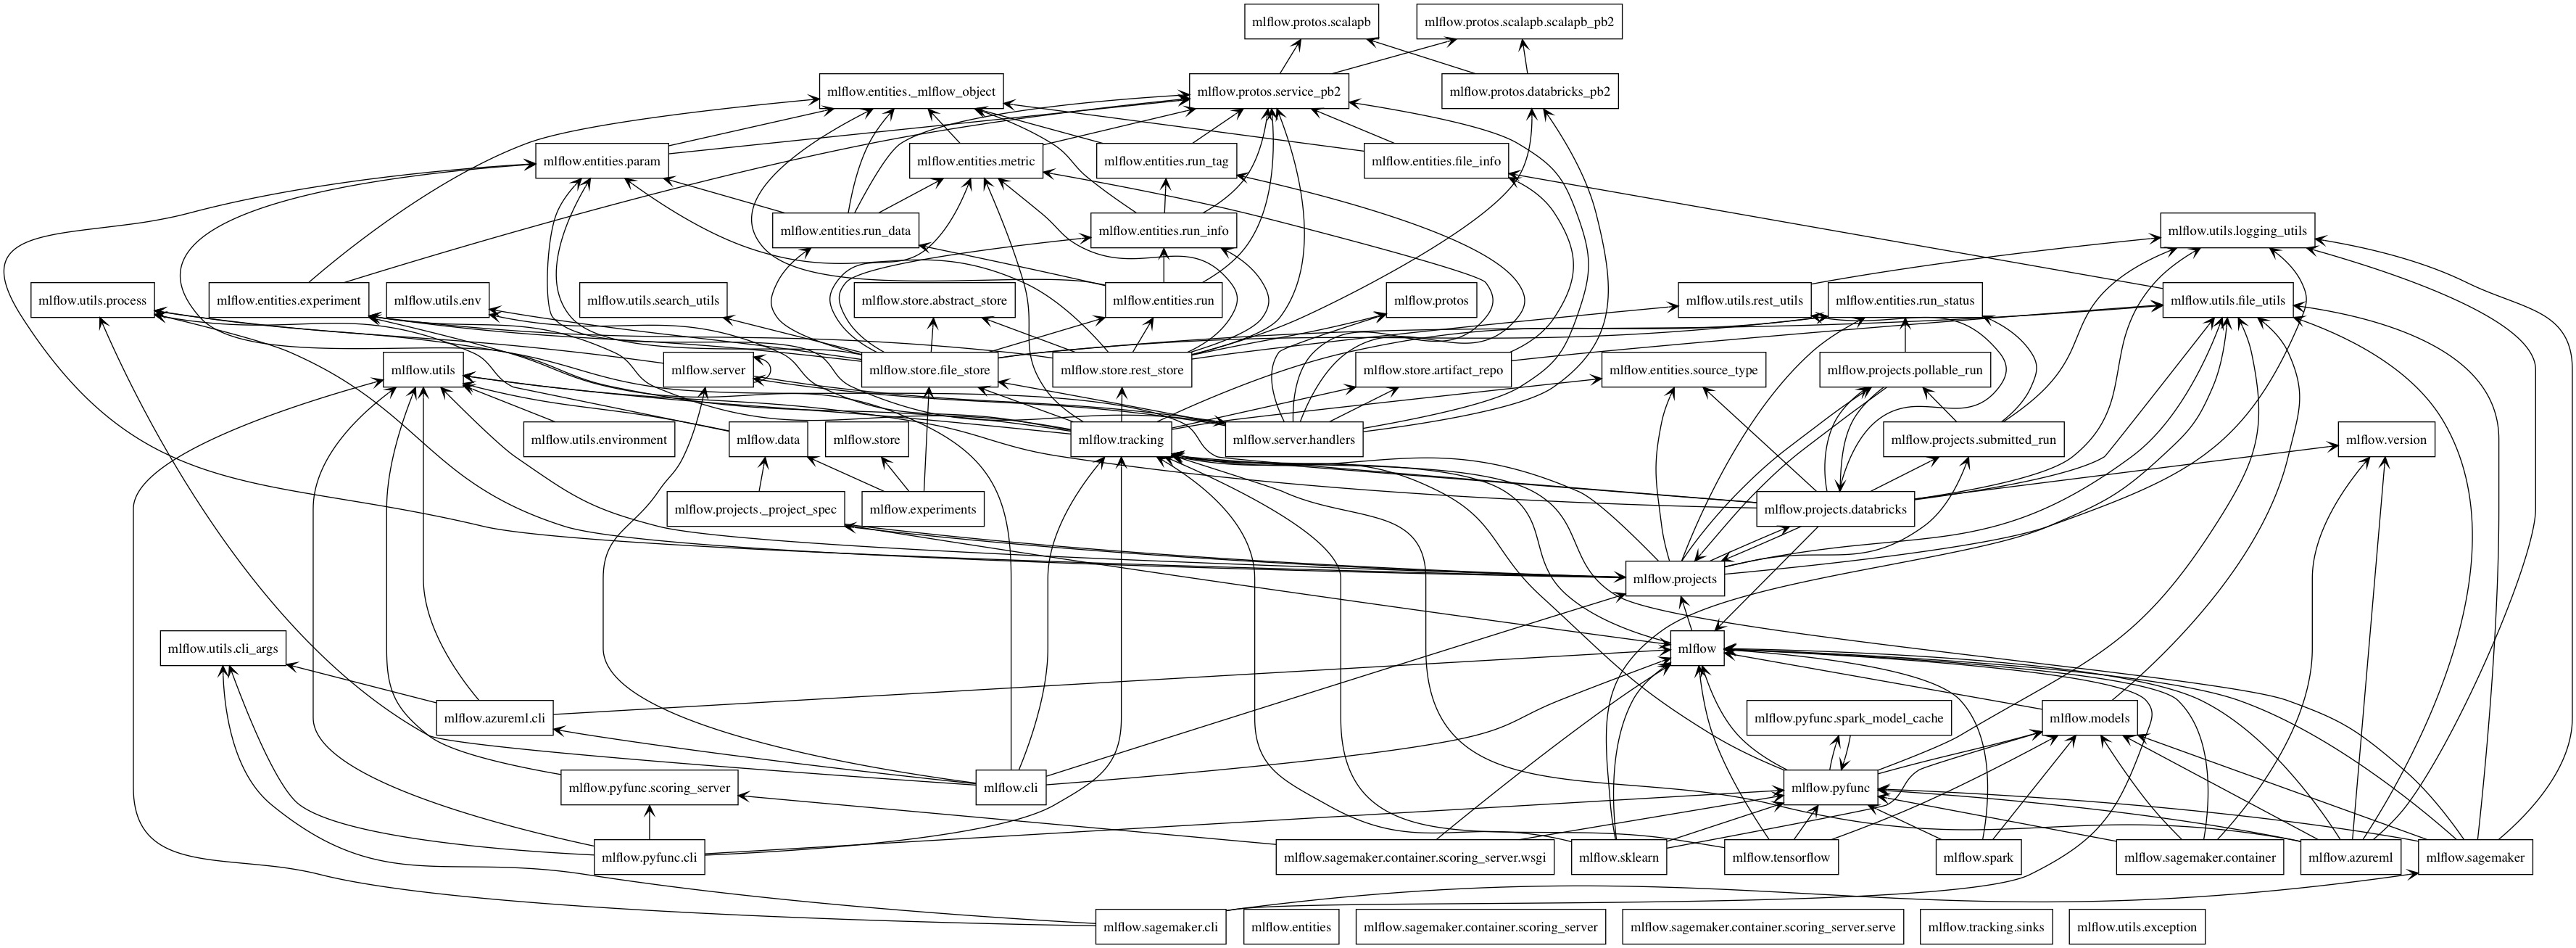 mlflow.protos.scalapb
mlflow.protos.scalapb.scalapb_pb2
mlflow.entities._mlflow_object
mlflow.protos.service_pb2
mlflow.protos.databricks_pb2
mlflow.entities.param
mlflow.entities.metric
mlflow.entities.run_tag
mlflow.entities.file_info
mlflow.entities.run_data
mlflow.entities.run_info
mlflow.utils.logging_utils
mlflow.utils.process
mlflow.entities.experiment
mlflow.utils.env
mlflow.utils.search_utils
mlflow.store.abstract_store
mlflow.entities.run
mlflow.protos
mlflow.utils.rest_utils
mlflow.entities.run_status
mlflow.utils.file_utils
mlflow.utils
mlflow.server
mlflow.store.file_store
mlflow.store.rest_store
mlflow.store.artifact_repo
mlflow.entities.source_type
mlflow.projects.pollable_run
mlflow.utils.environment
mlflow.data
mlflow.store
mlflow.tracking
mlflow.server.handlers
mlflow.projects.submitted_run
mlflow.version
mlflow.projects._project_spec
mlflow.experiments
mlflow.projects.databricks
mlflow.projects
mlflow.utils.cli_args
mlflow
mlflow.azureml.cli
mlflow.pyfunc.spark_model_cache
mlflow.models
mlflow.pyfunc.scoring_server
mlflow.cli
mlflow.pyfunc
mlflow.pyfunc.cli
mlflow.sagemaker.container.scoring_server.wsgi
mlflow.sklearn
mlflow.tensorflow
mlflow.spark
mlflow.sagemaker.container
mlflow.azureml
mlflow.sagemaker
mlflow.sagemaker.cli
mlflow.entities
mlflow.sagemaker.container.scoring_server
mlflow.sagemaker.container.scoring_server.serve
mlflow.tracking.sinks
mlflow.utils.exception